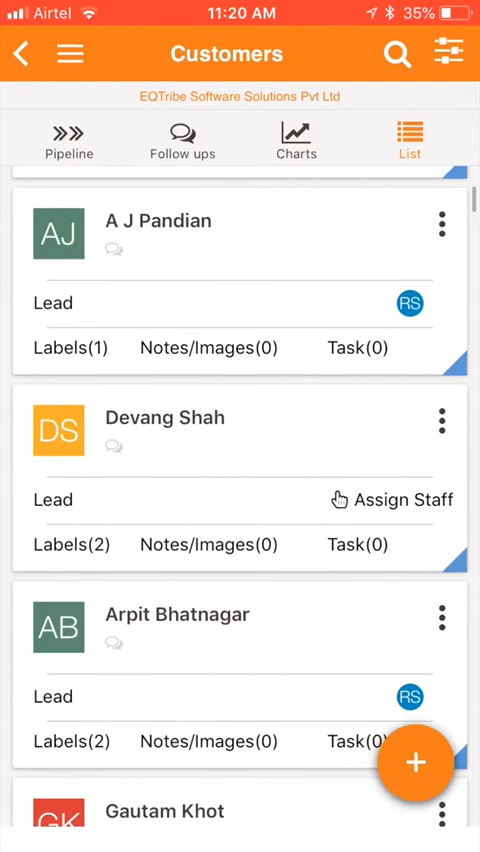 Airtel 11:20 AM 35%
Customers
EQTribe Software Solutions Pvt Ltd
Pipeline Follow ups Charts List
AJ A J Pandian
Lead RS
Labels(1) Notes/Images(0) Task(0)
DS Devang Shah
Lead Assign Staff
Labels(2) Notes/Images(0) Task(0)
AB Arpit Bhatnagar
Lead RS
Labels(2) Notes/Images(0) Task(0)
GK Gautam Khot